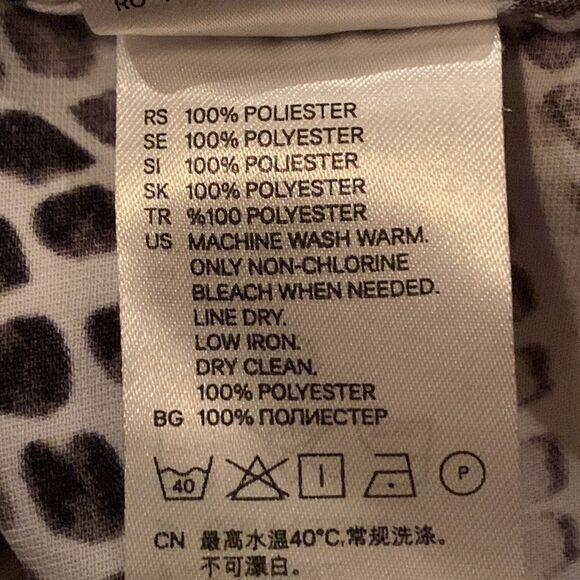 RS 100% POLIESTER
SE 100% POLYESTER
SI 100% POLIESTER
SK 100% POLYESTER
TR %100 POLYESTER
US MACHINE WASH WARM.
ONLY NON-CHLORINE
BLEACH WHEN NEEDED.
LINE DRY.
LOW IRON.
DRY CLEAN.
100% POLYESTER
BG 100% ПОЛИЕСТЕР
40 P
CN 最高水温40°C,常规洗涤。
不可漂白。